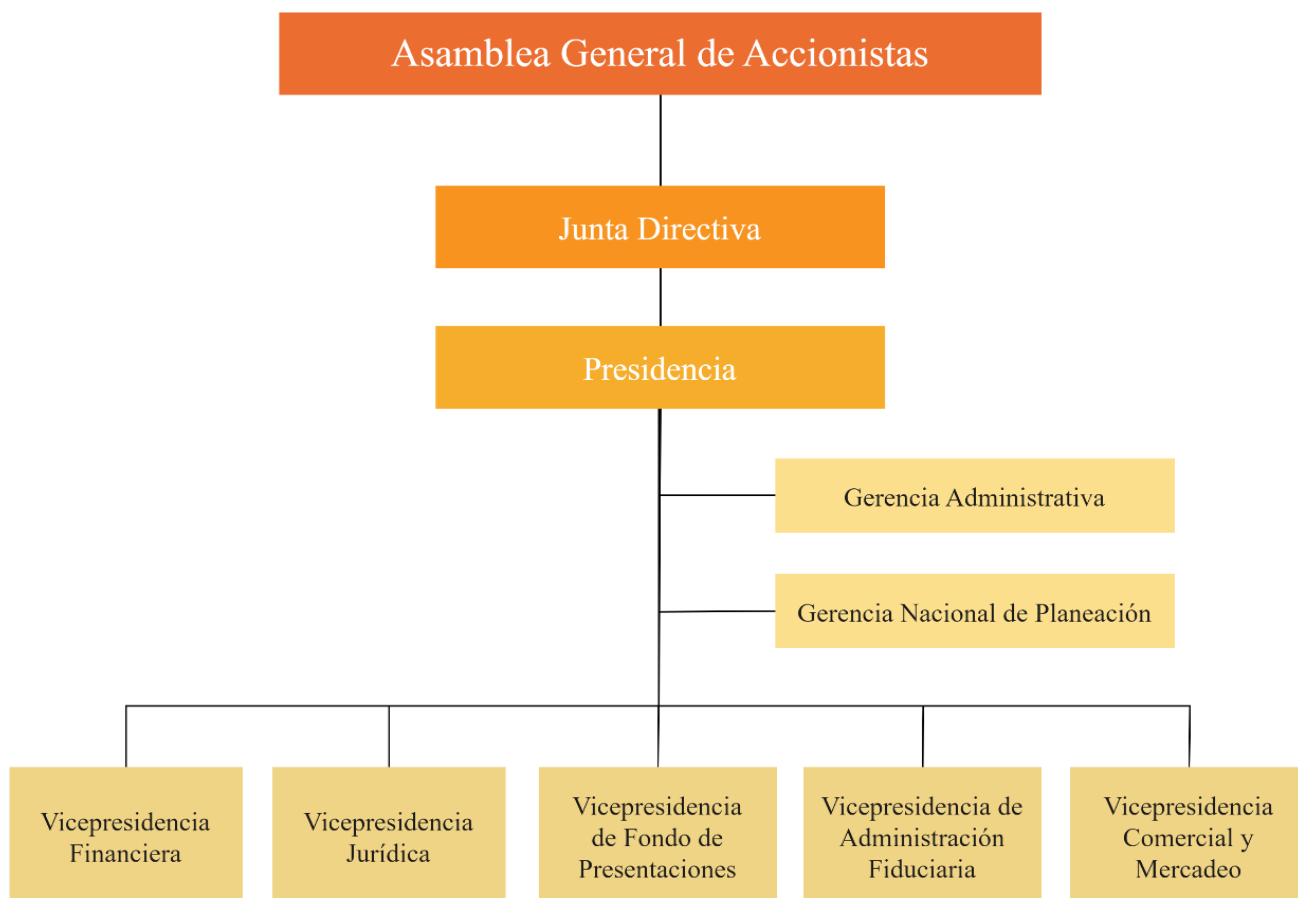 Asamblea General de Accionistas
Junta Directiva
Presidencia
Gerencia Administrativa
Gerencia Nacional de Planeación
Vicepresidencia
Financiera
Vicepresidencia
Jurídica
Vicepresidencia
de Fondo de
Presentaciones
Vicepresidencia de
Administración
Fiduciaria
Vicepresidencia
Comercial y
Mercadeo